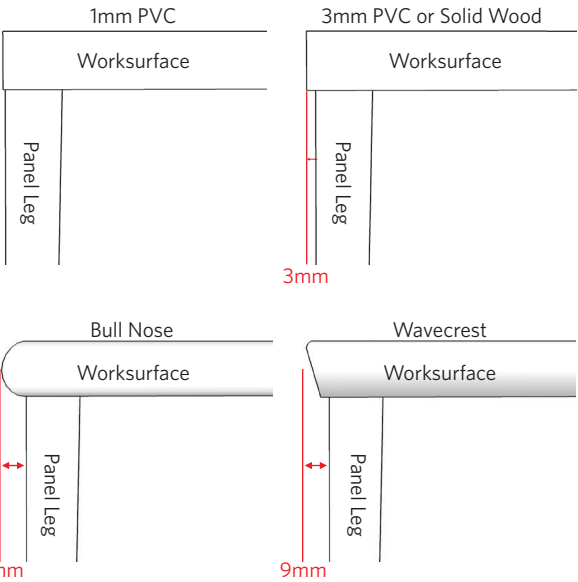 1mm PVC
3mm PVC or Solid Wood
Worksurface
Worksurface
Panel Leg
Panel Leg
3mm
Bull Nose
Wavecrest
Worksurface
Worksurface
Panel Leg
Panel Leg
9mm